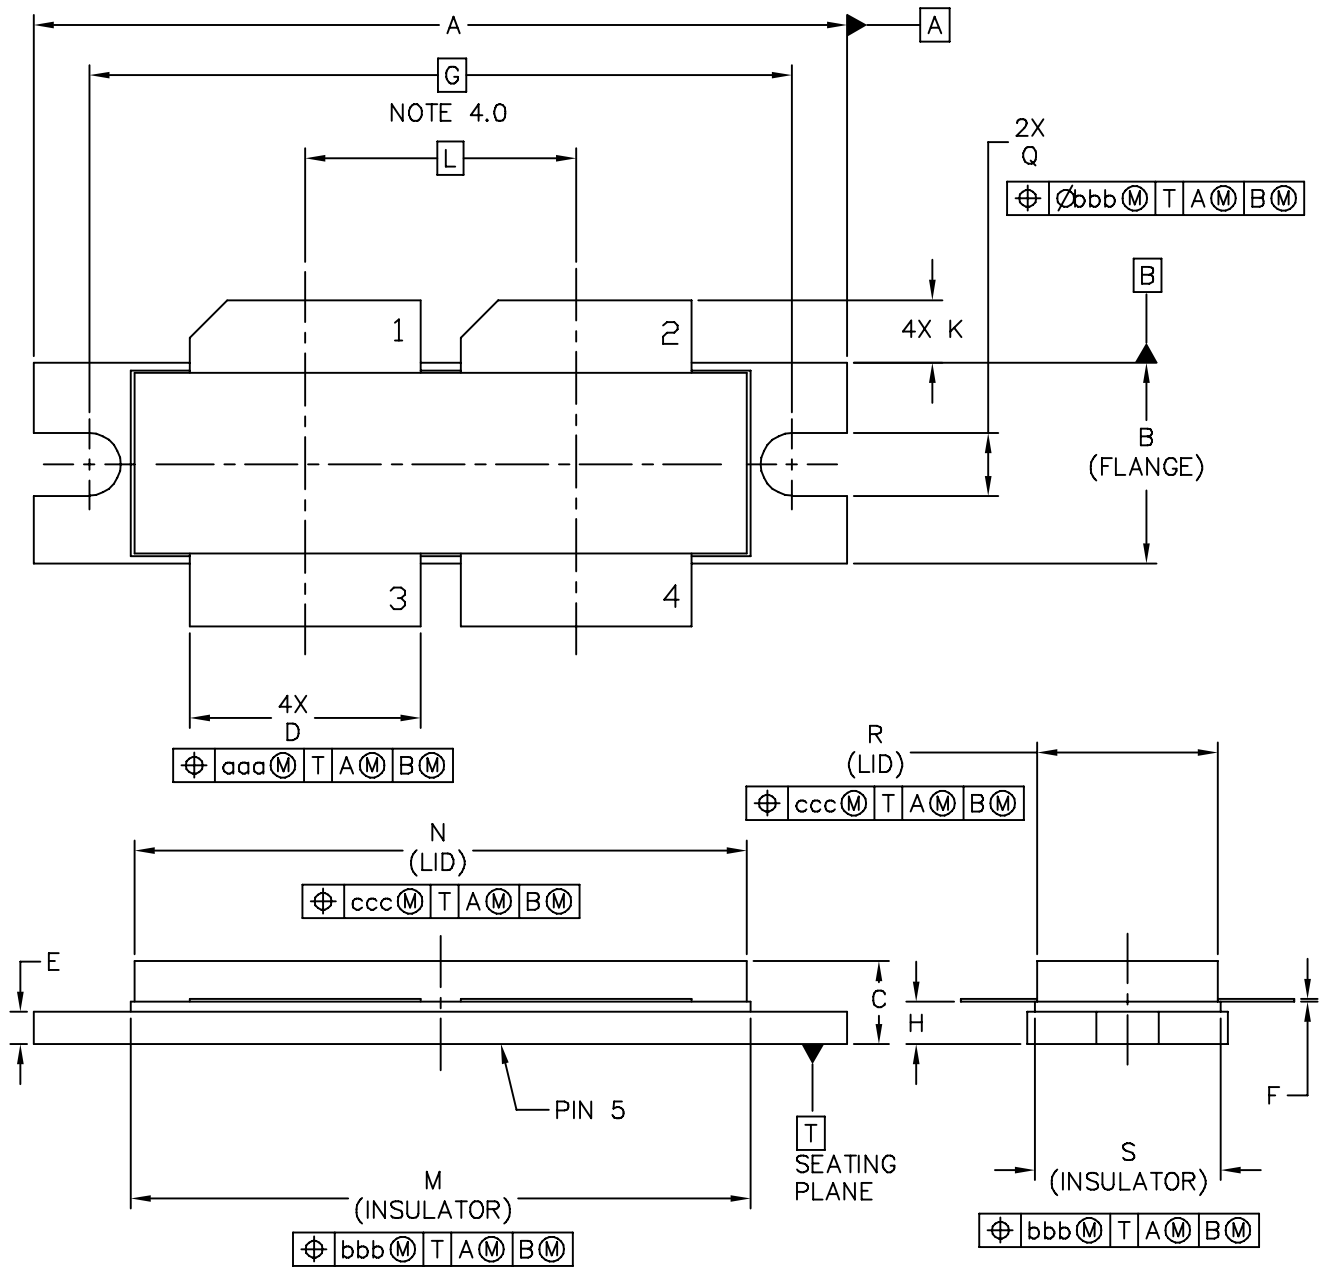 A
A
G
NOTE 4.0
L
2X
Q
⌖ Øbbb Ⓜ T A Ⓜ B Ⓜ
B
1
2
4X K
B
(FLANGE)
3
4
4X
D
⌖ aaa Ⓜ T A Ⓜ B Ⓜ
R
(LID)
⌖ ccc Ⓜ T A Ⓜ B Ⓜ
N
(LID)
⌖ ccc Ⓜ T A Ⓜ B Ⓜ
E
C
H
F
PIN 5
T
SEATING
PLANE
M
(INSULATOR)
⌖ bbb Ⓜ T A Ⓜ B Ⓜ
S
(INSULATOR)
⌖ bbb Ⓜ T A Ⓜ B Ⓜ